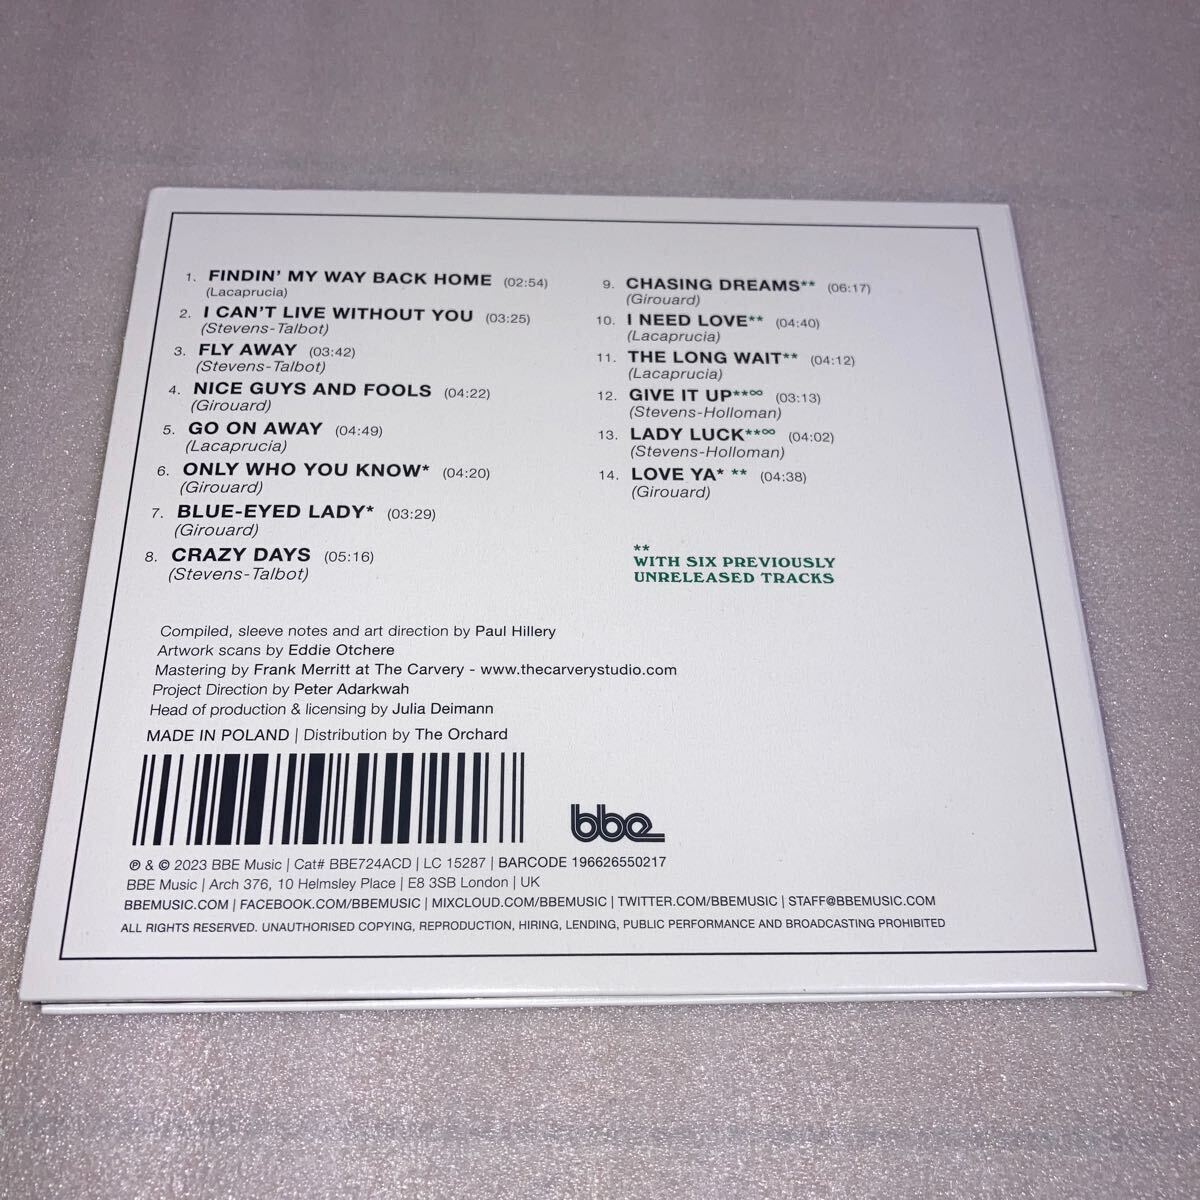 1. FINDIN' MY WAY BACK HOME (02:54)
(Lacaprucia)
2. I CAN'T LIVE WITHOUT YOU (03:25)
(Stevens-Talbot)
3. FLY AWAY (03:42)
(Stevens-Talbot)
4. NICE GUYS AND FOOLS (04:22)
(Girouard)
5. GO ON AWAY (04:49)
(Lacaprucia)
6. ONLY WHO YOU KNOW* (04:20)
(Girouard)
7. BLUE-EYED LADY* (03:29)
(Girouard)
8. CRAZY DAYS (05:16)
(Stevens-Talbot)
9. CHASING DREAMS** (06:17)
(Girouard)
10. I NEED LOVE** (04:40)
(Lacaprucia)
11. THE LONG WAIT** (04:12)
(Lacaprucia)
12. GIVE IT UP**∞ (03:13)
(Stevens-Holloman)
13. LADY LUCK**∞ (04:02)
(Stevens-Holloman)
14. LOVE YA* ** (04:38)
(Girouard)
**
WITH SIX PREVIOUSLY
UNRELEASED TRACKS
Compiled, sleeve notes and art direction by Paul Hillery
Artwork scans by Eddie Otchere
Mastering by Frank Merritt at The Carvery - www.thecarverystudio.com
Project Direction by Peter Adarkwah
Head of production & licensing by Julia Deimann
MADE IN POLAND | Distribution by The Orchard
bbe
℗ & © 2023 BBE Music | Cat# BBE724ACD | LC 15287 | BARCODE 196626550217
BBE Music | Arch 376, 10 Helmsley Place | E8 3SB London | UK
BBEMUSIC.COM | FACEBOOK.COM/BBEMUSIC | MIXCLOUD.COM/BBEMUSIC | TWITTER.COM/BBEMUSIC | STAFF@BBEMUSIC.COM
ALL RIGHTS RESERVED. UNAUTHORISED COPYING, REPRODUCTION, HIRING, LENDING, PUBLIC PERFORMANCE AND BROADCASTING PROHIBITED